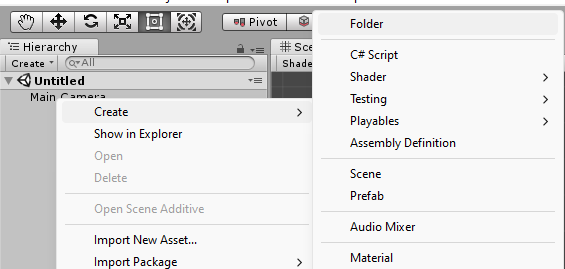 Pivot
Hierarchy
Create
All
Sce
Shade
Untitled
Main Camera
Create
Show in Explorer
Open
Delete
Open Scene Additive
Import New Asset...
Import Package
Folder
C# Script
Shader
Testing
Playables
Assembly Definition
Scene
Prefab
Audio Mixer
Material